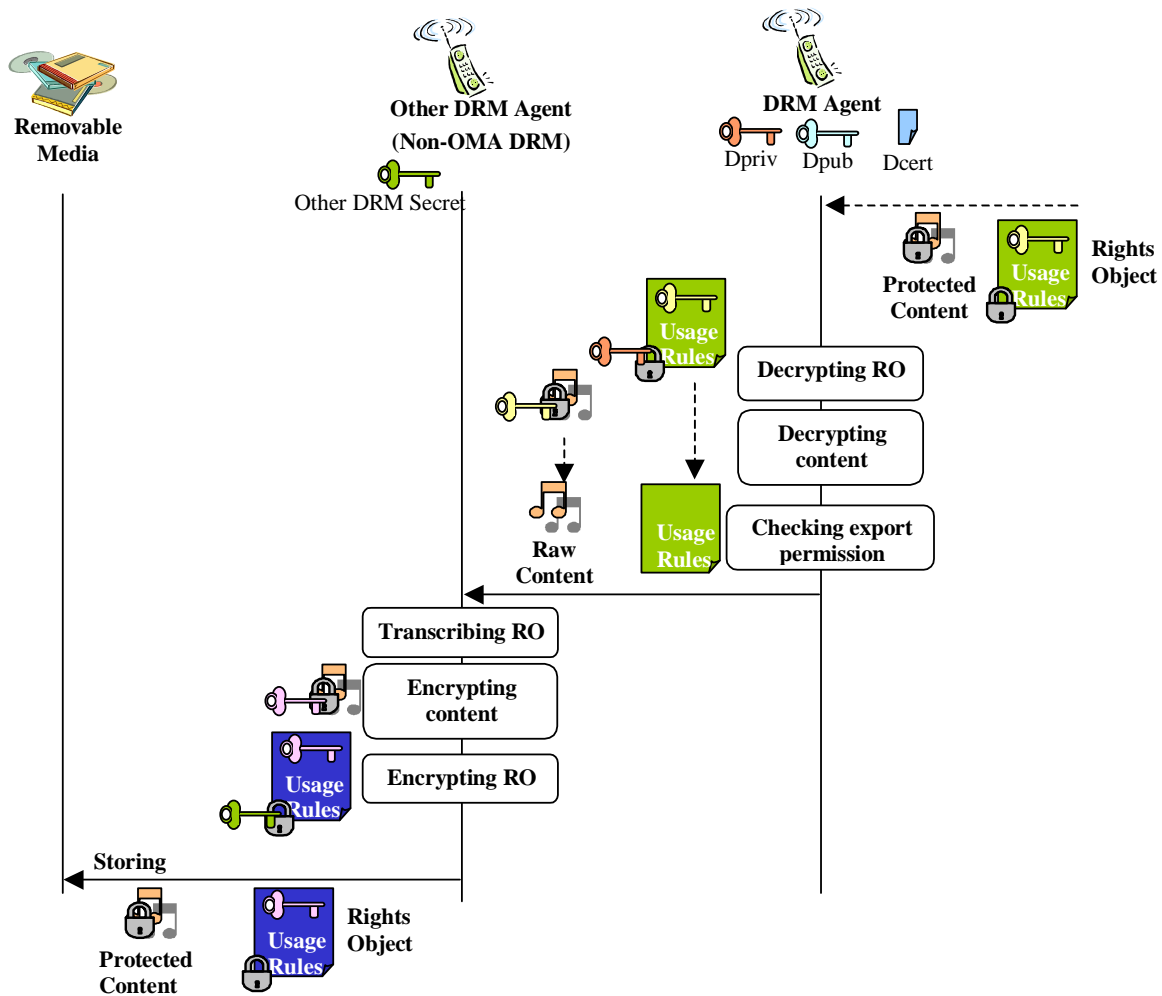 Removable
Media
Other DRM Agent
(Non-OMA DRM)
Other DRM Secret
DRM Agent
Dpriv
Dpub
Dcert
Protected
Content
Usage
Rules
Rights
Object
Usage
Rules
Decrypting RO
Decrypting
content
Raw
Content
Usage
Rules
Checking export
permission
Transcribing RO
Encrypting
content
Usage
Rules
Encrypting RO
Storing
Protected
Content
Usage
Rules
Rights
Object